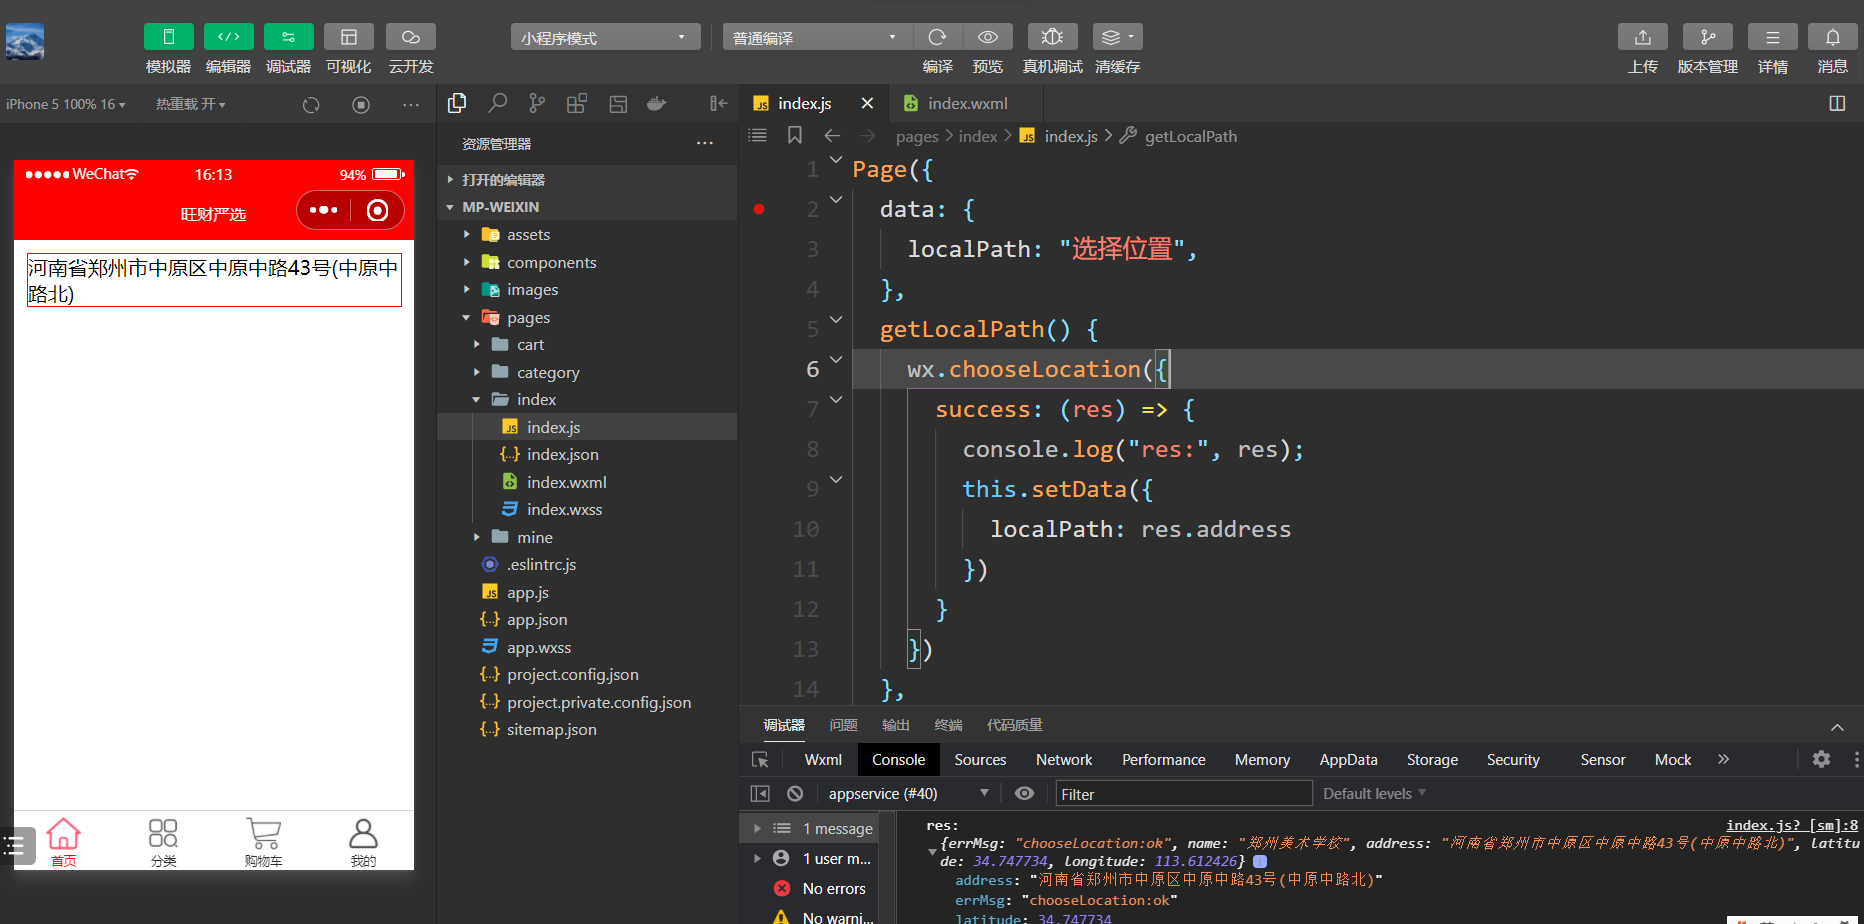 小程序模式
普通编译
模拟器 编辑器 调试器 可视化 云开发
编译 预览 真机调试 清缓存
上传 版本管理 详情 消息
iPhone 5 100% 16
热重载 开
WeChat
16:13
94%
旺财严选
河南省郑州市中原区中原中路43号(中原中
路北)
首页 分类 购物车 我的
资源管理器
打开的编辑器
MP-WEIXIN
assets
components
images
pages
cart
category
index
index.js
index.json
index.wxml
index.wxss
mine
.eslintrc.js
app.js
app.json
app.wxss
project.config.json
project.private.config.json
sitemap.json
index.js index.wxml
pages > index > index.js > getLocalPath
1 Page({
2 data: {
3 localPath: "选择位置",
4 },
5 getLocalPath() {
6 wx.chooseLocation({
7 success: (res) => {
8 console.log("res:", res);
9 this.setData({
10 localPath: res.address
11 })
12 }
13 })
14 },
调试器 问题 输出 终端 代码质量
Wxml Console Sources Network Performance Memory AppData Storage Security Sensor Mock
appservice (#40) Filter Default levels
1 message
1 user m...
No errors
No warni...
res: index.js? [sm]:8
{errMsg: "chooseLocation:ok", name: "郑州美术学校", address: "河南省郑州市中原区中原中路43号(中原中路北)", latitu
de: 34.747734, longitude: 113.612426}
address: "河南省郑州市中原区中原中路43号(中原中路北)"
errMsg: "chooseLocation:ok"
latitude: 34.747734